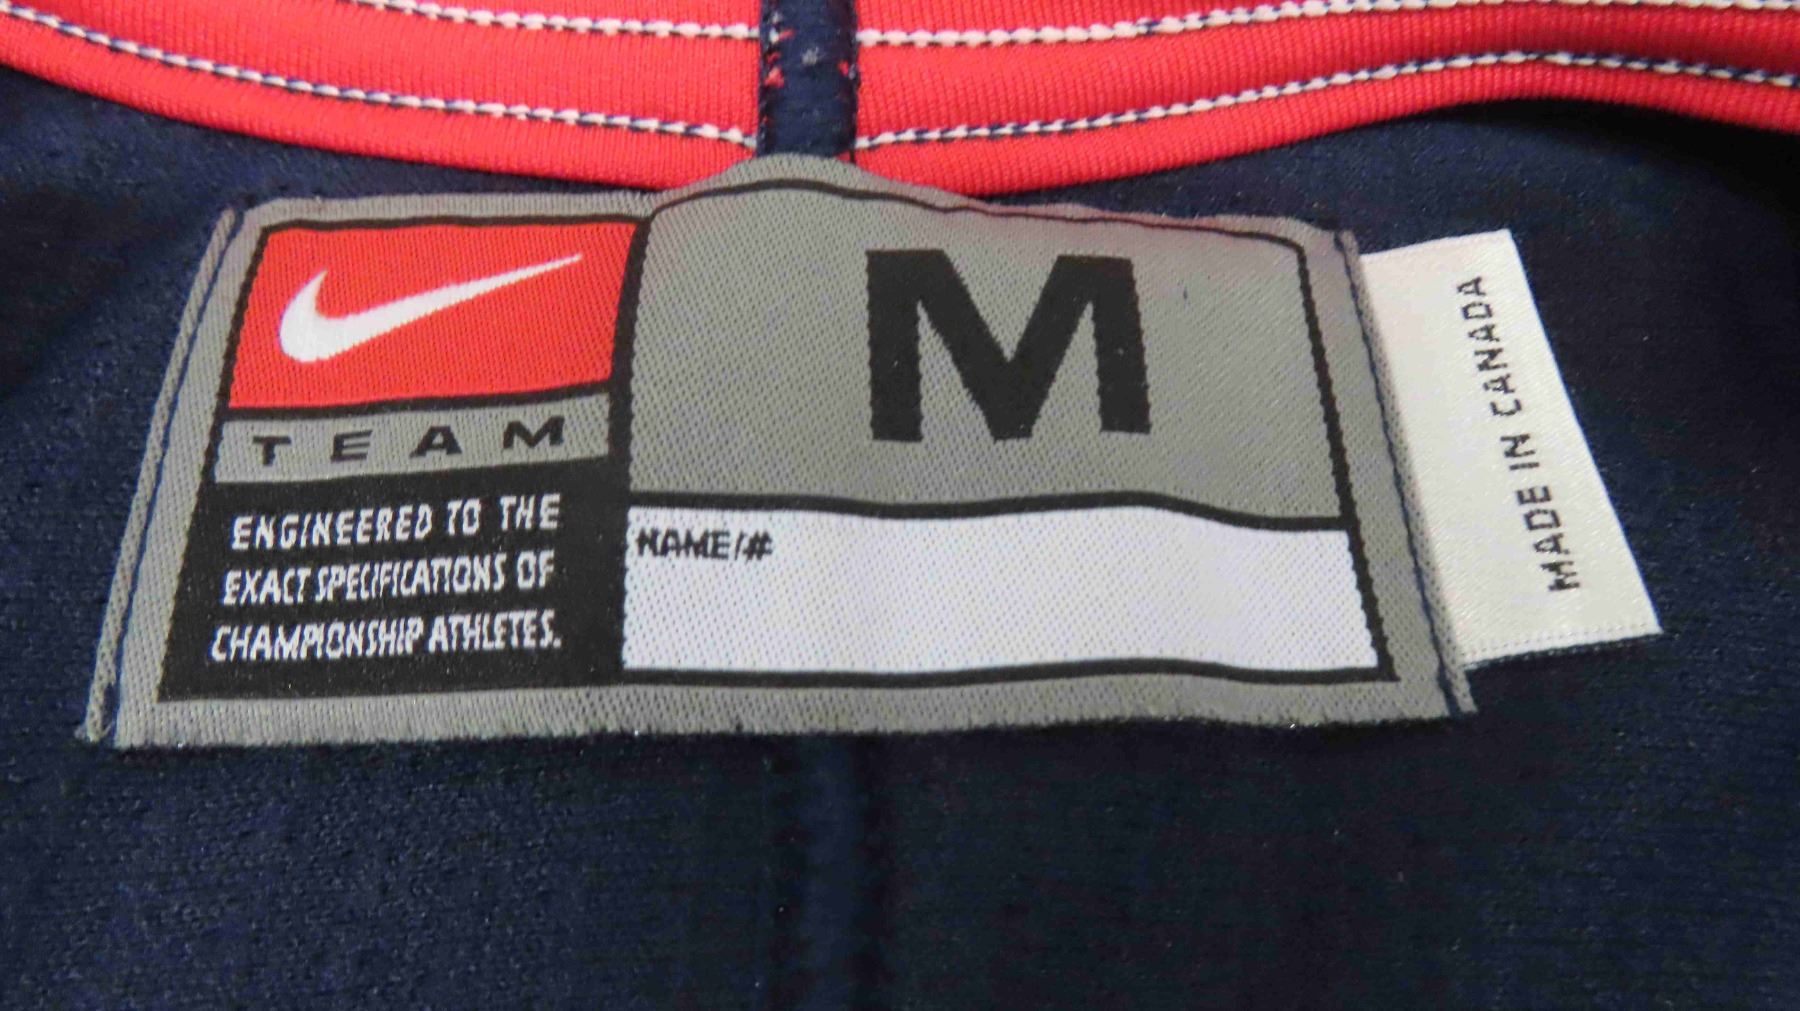 TEAM
ENGINEERED TO THE
EXACT SPECIFICATIONS OF
CHAMPIONSHIP ATHLETES.
M
NAME/#
MADE IN CANADA